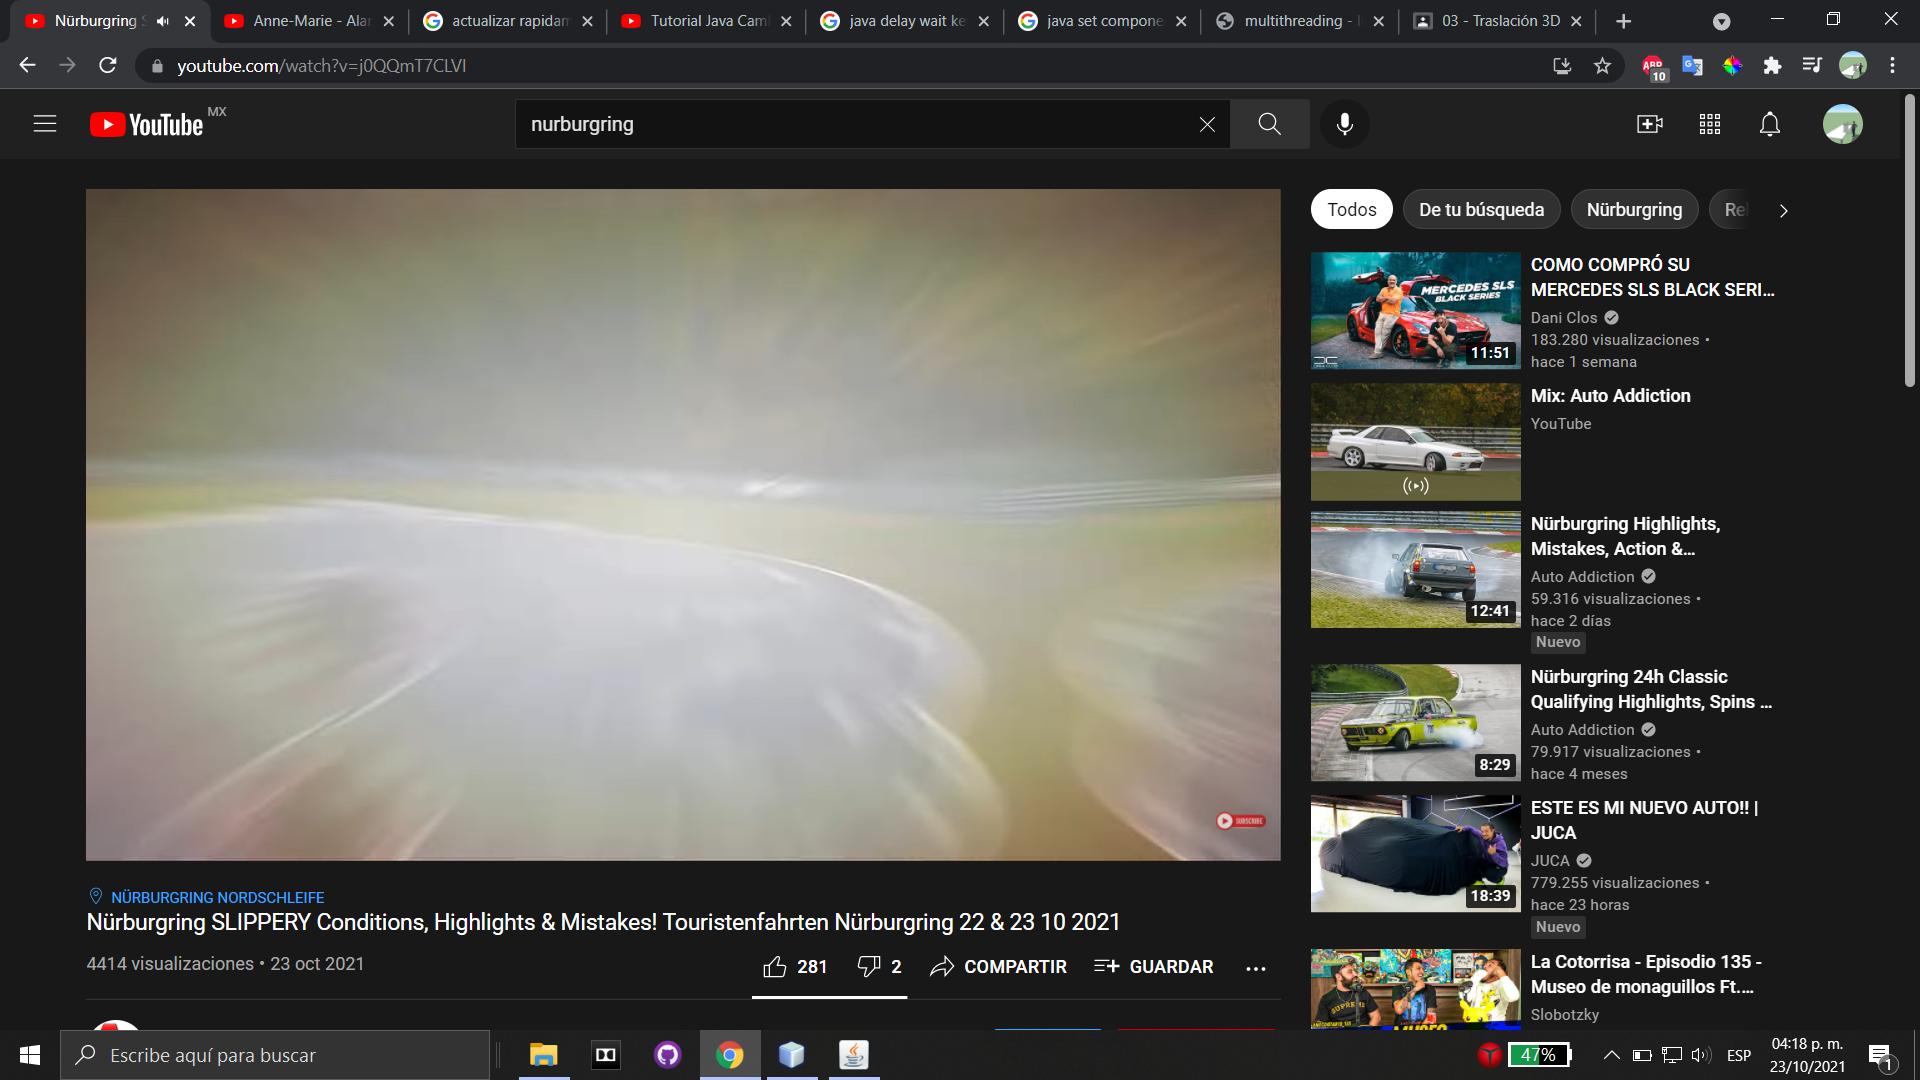 Nürburgring S
Anne-Marie - Alar
actualizar rapidam
Tutorial Java Cam
java delay wait ke
java set compone
multithreading -
03 - Traslación 3D
youtube.com/watch?v=j0QQmT7CLVI
ABP
10
YouTube MX
nurburgring
Todos
De tu búsqueda
Nürburgring
Rel
MERCEDES SLS
BLACK SERIES
11:51
COMO COMPRÓ SU
MERCEDES SLS BLACK SERI...
Dani Clos
183.280 visualizaciones •
hace 1 semana
Mix: Auto Addiction
YouTube
12:41
Nürburgring Highlights,
Mistakes, Action &...
Auto Addiction
59.316 visualizaciones •
hace 2 días
Nuevo
8:29
Nürburgring 24h Classic
Qualifying Highlights, Spins ...
Auto Addiction
79.917 visualizaciones •
hace 4 meses
18:39
ESTE ES MI NUEVO AUTO!! |
JUCA
JUCA
779.255 visualizaciones •
hace 23 horas
Nuevo
SUPREME
MUSEO
La Cotorrisa - Episodio 135 -
Museo de monaguillos Ft....
Slobotzky
SUBSCRIBE
NÜRBURGRING NORDSCHLEIFE
Nürburgring SLIPPERY Conditions, Highlights & Mistakes! Touristenfahrten Nürburgring 22 & 23 10 2021
4414 visualizaciones • 23 oct 2021
281
2
COMPARTIR
GUARDAR
Escribe aquí para buscar
47%
ESP
04:18 p. m.
23/10/2021
1